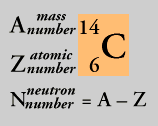 A mass number 14
C
Z atomic number 6
N neutron number = A – Z